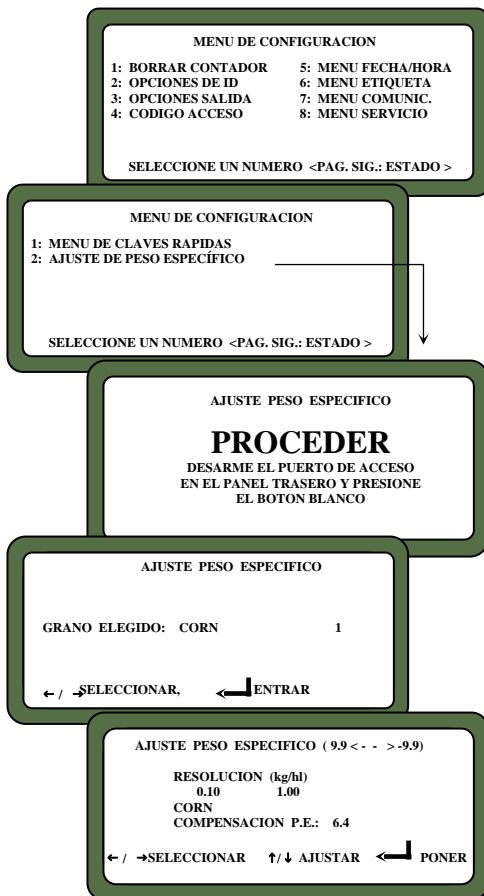 MENU DE CONFIGURACION
1: BORRAR CONTADOR 5: MENU FECHA/HORA
2: OPCIONES DE ID 6: MENU ETIQUETA
3: OPCIONES SALIDA 7: MENU COMUNIC.
4: CODIGO ACCESO 8: MENU SERVICIO
SELECCIONE UN NUMERO <PAG. SIG.: ESTADO >
MENU DE CONFIGURACION
1: MENU DE CLAVES RAPIDAS
2: AJUSTE DE PESO ESPECÍFICO
SELECCIONE UN NUMERO <PAG. SIG.: ESTADO >
AJUSTE PESO ESPECIFICO
PROCEDER
DESARME EL PUERTO DE ACCESO
EN EL PANEL TRASERO Y PRESIONE
EL BOTON BLANCO
AJUSTE PESO ESPECIFICO
GRANO ELEGIDO: CORN 1
← / → SELECCIONAR, ENTRAR
AJUSTE PESO ESPECIFICO ( 9.9 < - - > -9.9)
RESOLUCION (kg/hl)
0.10 1.00
CORN
COMPENSACION P.E.: 6.4
← / →SELECCIONAR ↑/↓ AJUSTAR PONER